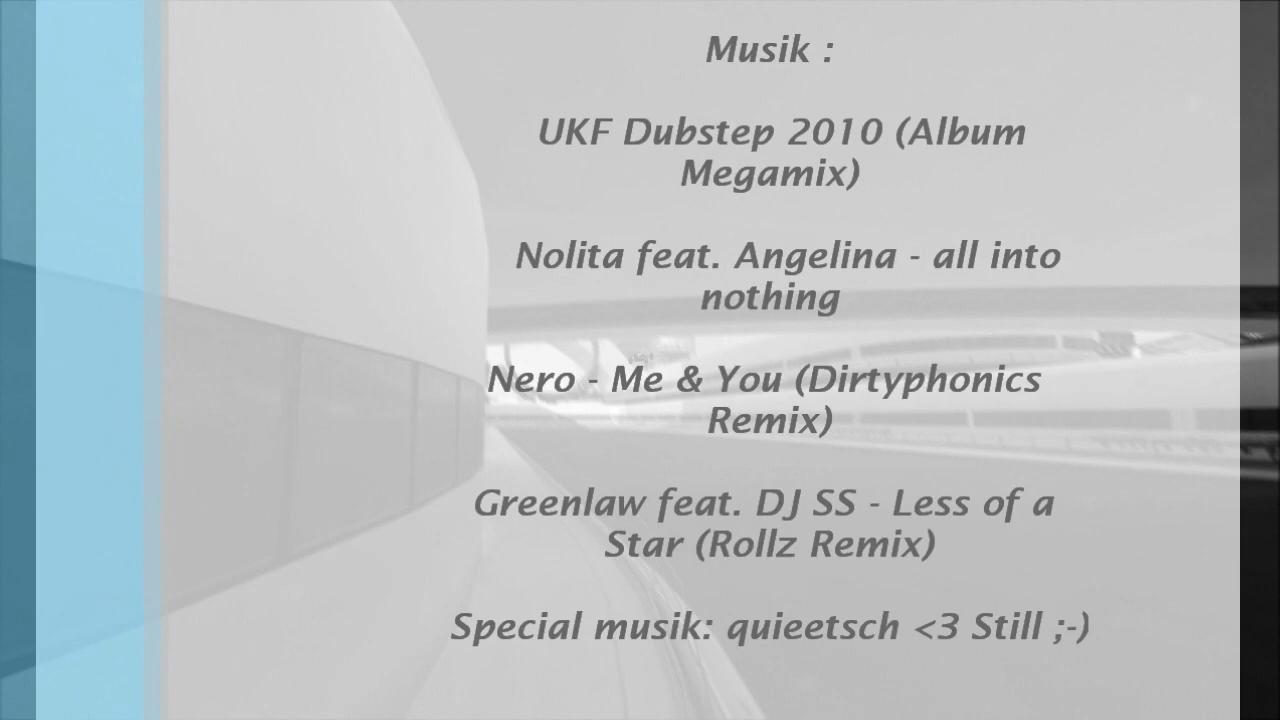 Musik :
UKF Dubstep 2010 (Album
Megamix)
Nolita feat. Angelina - all into
nothing
Nero - Me & You (Dirtyphonics
Remix)
Greenlaw feat. DJ SS - Less of a
Star (Rollz Remix)
Special musik: quieetsch <3 Still ;-)